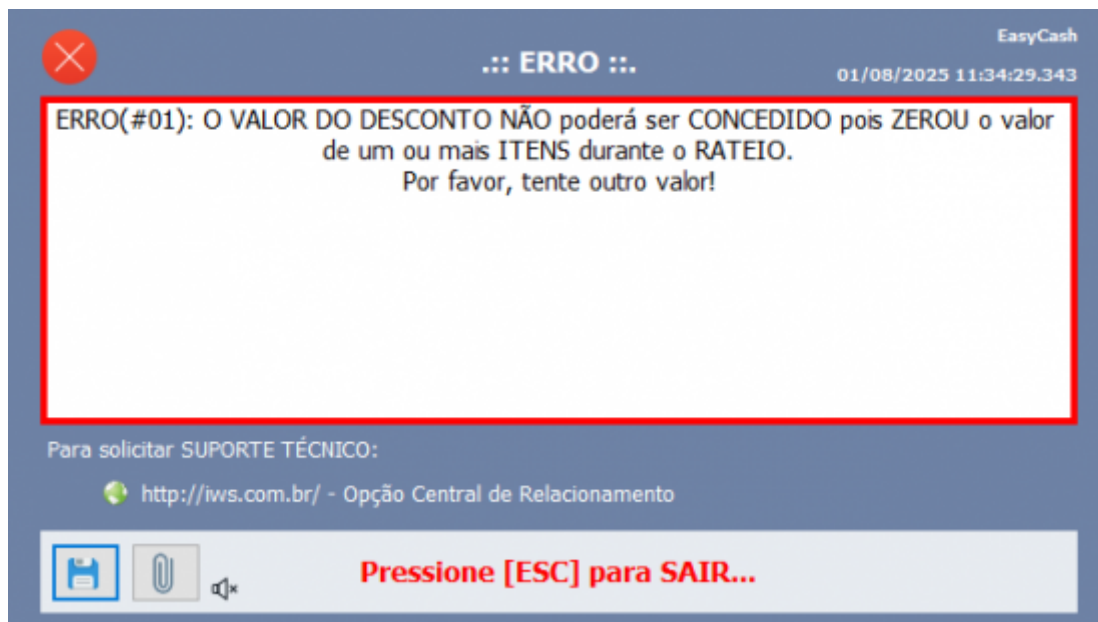 EasyCash
.:: ERRO ::.
01/08/2025 11:34:29.343
ERRO(#01): O VALOR DO DESCONTO NÃO poderá ser CONCEDIDO pois ZEROU o valor
de um ou mais ITENS durante o RATEIO.
Por favor, tente outro valor!
Para solicitar SUPORTE TÉCNICO:
http://iws.com.br/ - Opção Central de Relacionamento
Pressione [ESC] para SAIR...